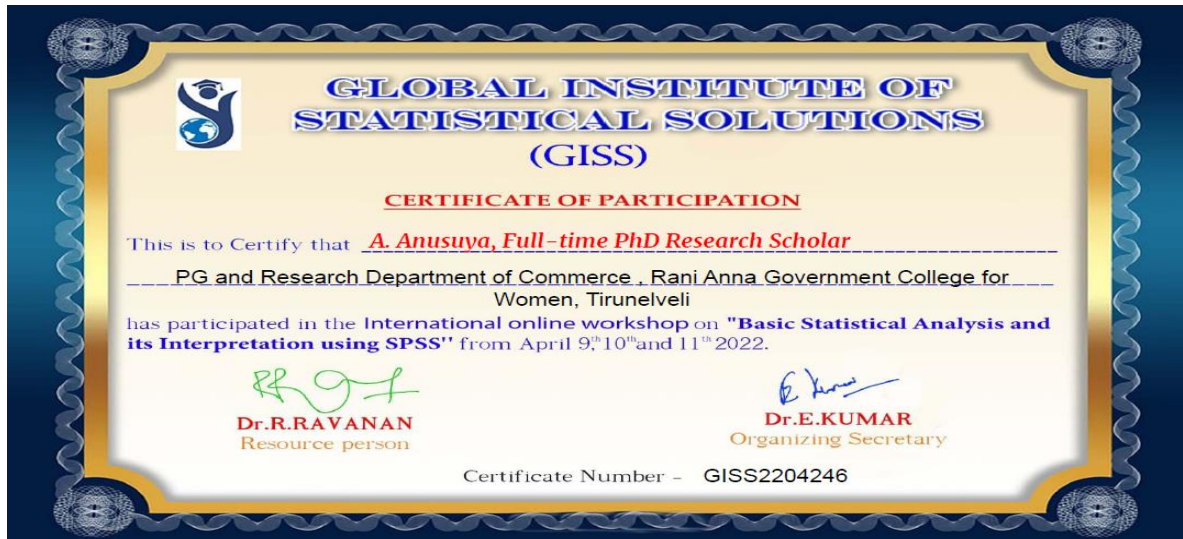 GLOBAL INSTITUTE OF
STATISTICAL SOLUTIONS
(GISS)
CERTIFICATE OF PARTICIPATION
This is to Certify that A. Anusuya, Full-time PhD Research Scholar
PG and Research Department of Commerce , Rani Anna Government College for
Women, Tirunelveli
has participated in the International online workshop on "Basic Statistical Analysis and
its Interpretation using SPSS'' from April 9,th 10th and 11th 2022.
Dr.R.RAVANAN
Dr.E.KUMAR
Resource person
Organizing Secretary
Certificate Number - GISS2204246